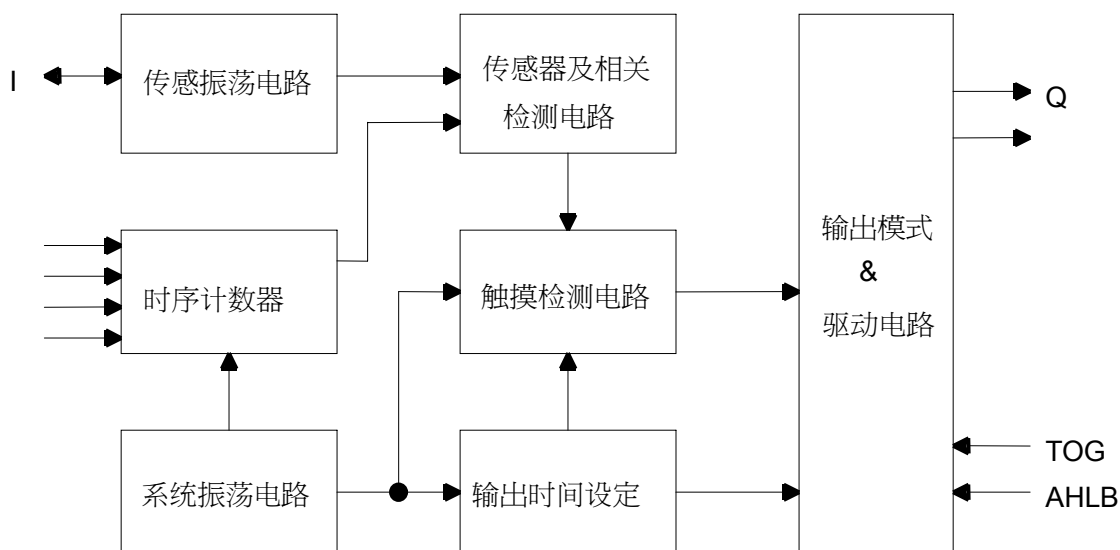 I
传感振荡电路
传感器及相关
检测电路
Q
时序计数器
触摸检测电路
输出模式
&
驱动电路
系统振荡电路
输出时间设定
TOG
AHLB